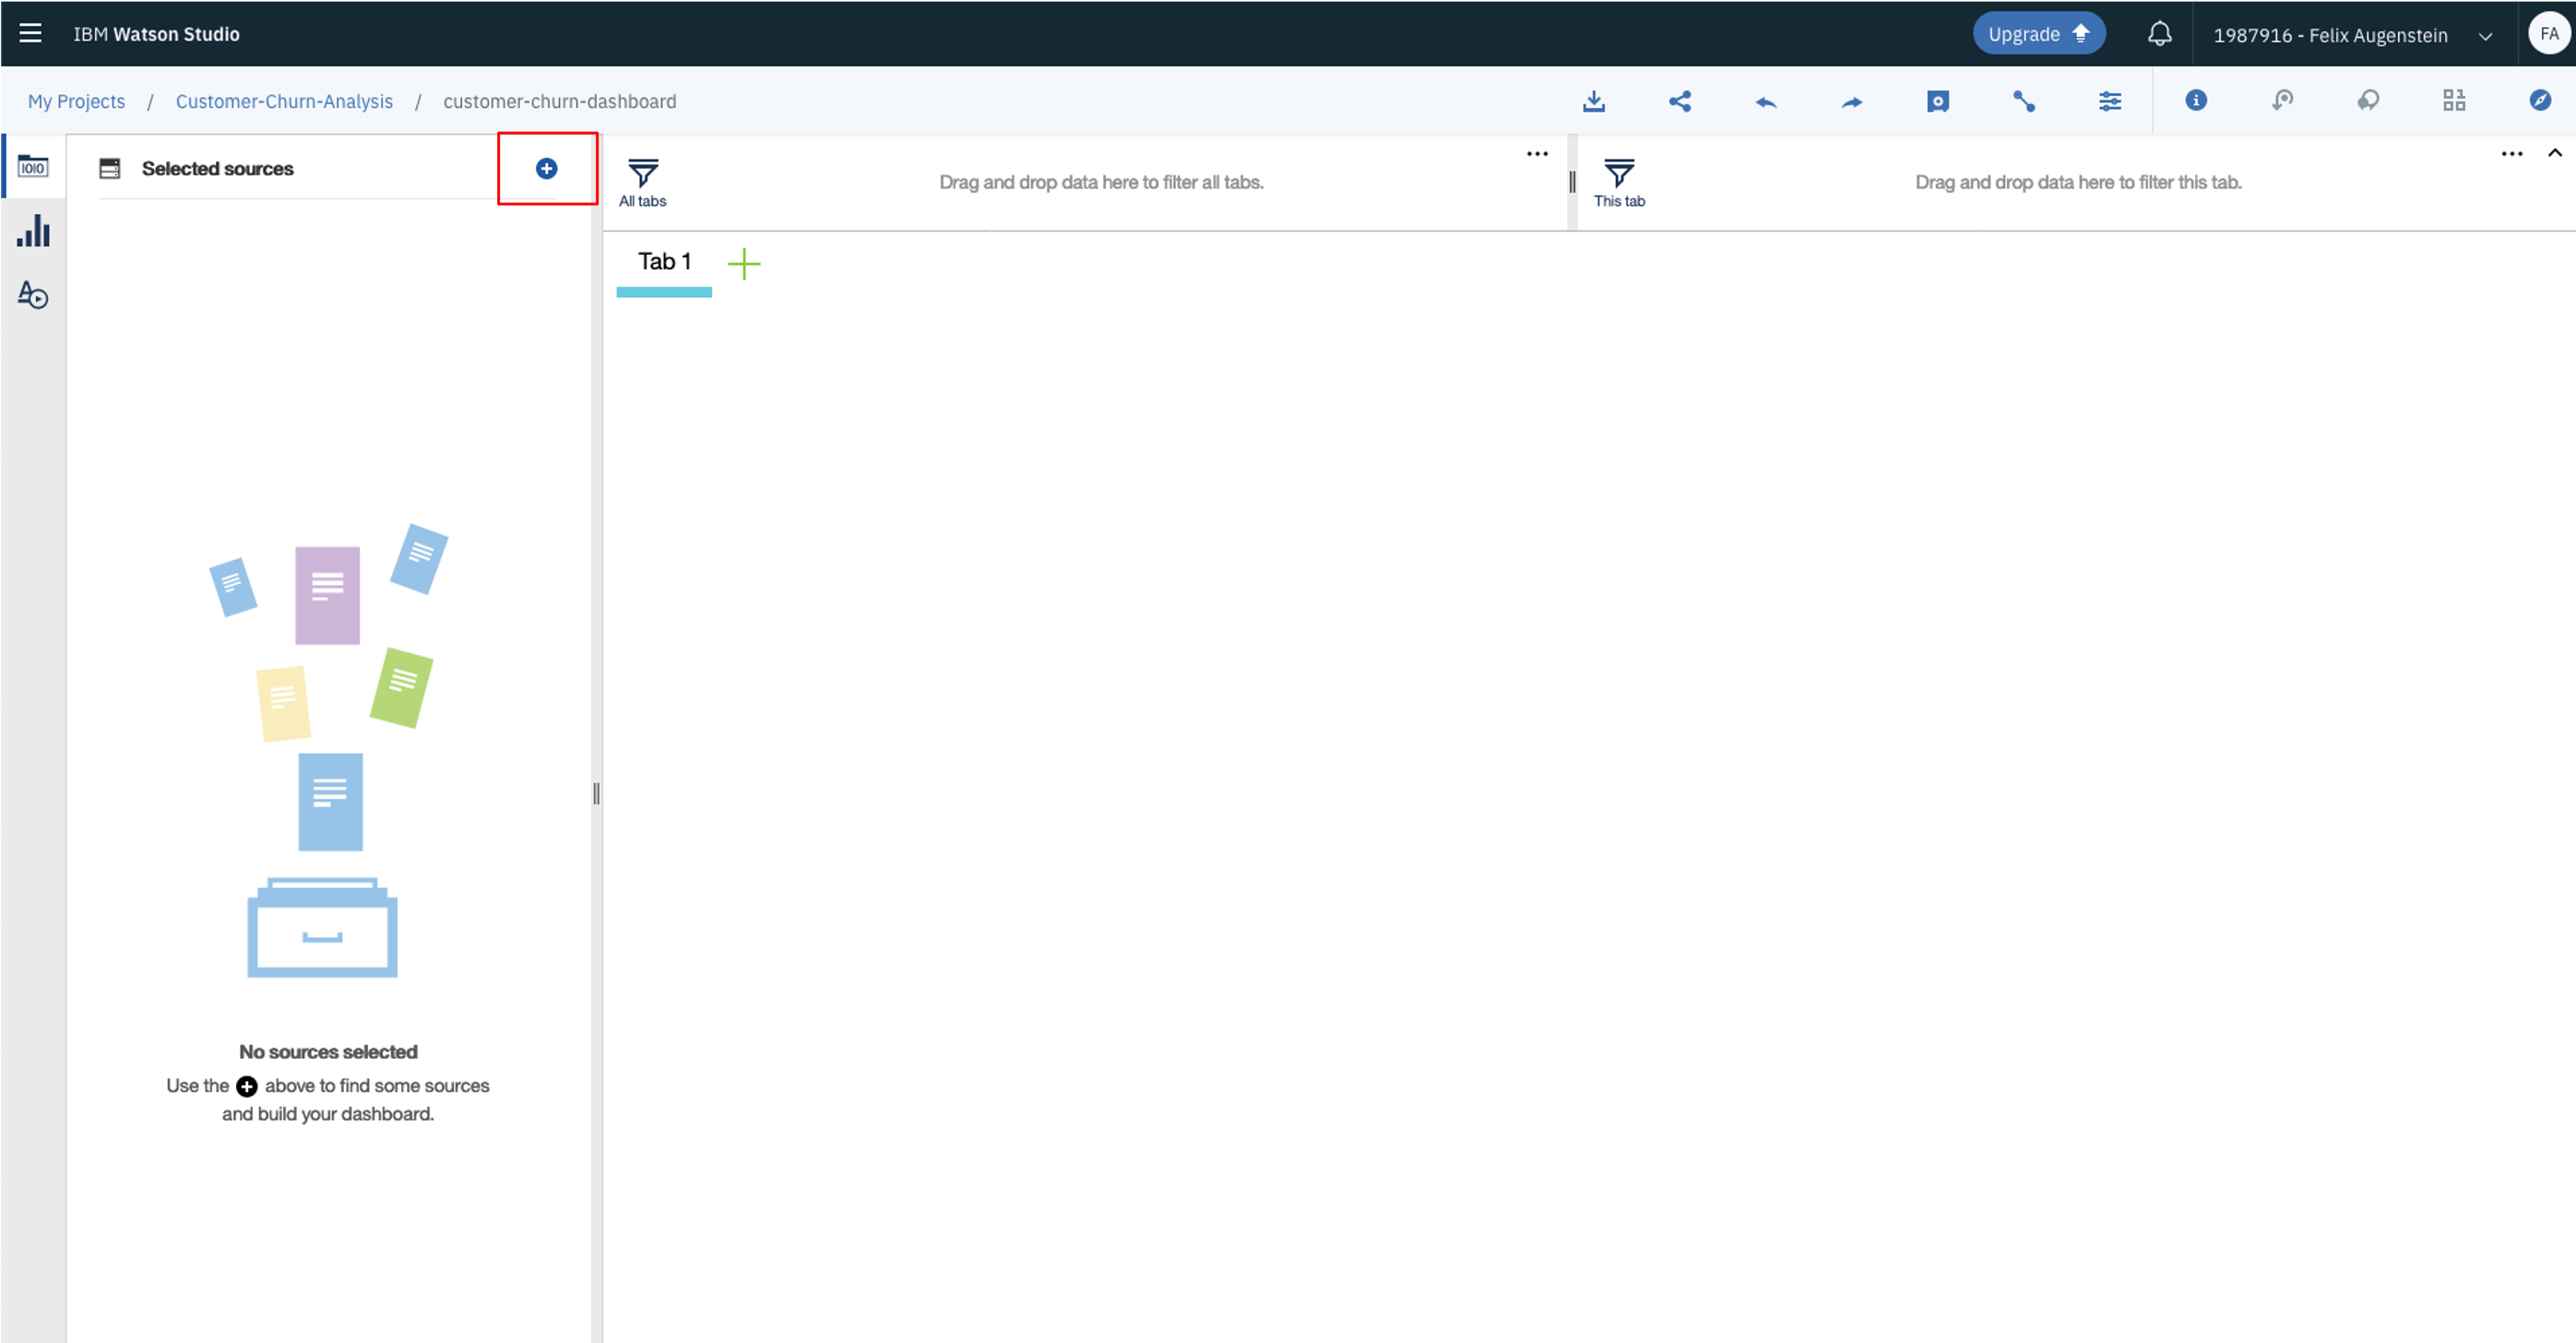 IBM Watson Studio
Upgrade
1987916 - Felix Augenstein
FA
My Projects / Customer-Churn-Analysis / customer-churn-dashboard
Selected sources
All tabs
Drag and drop data here to filter all tabs.
This tab
Drag and drop data here to filter this tab.
Tab 1
No sources selected
Use the + above to find some sources
and build your dashboard.